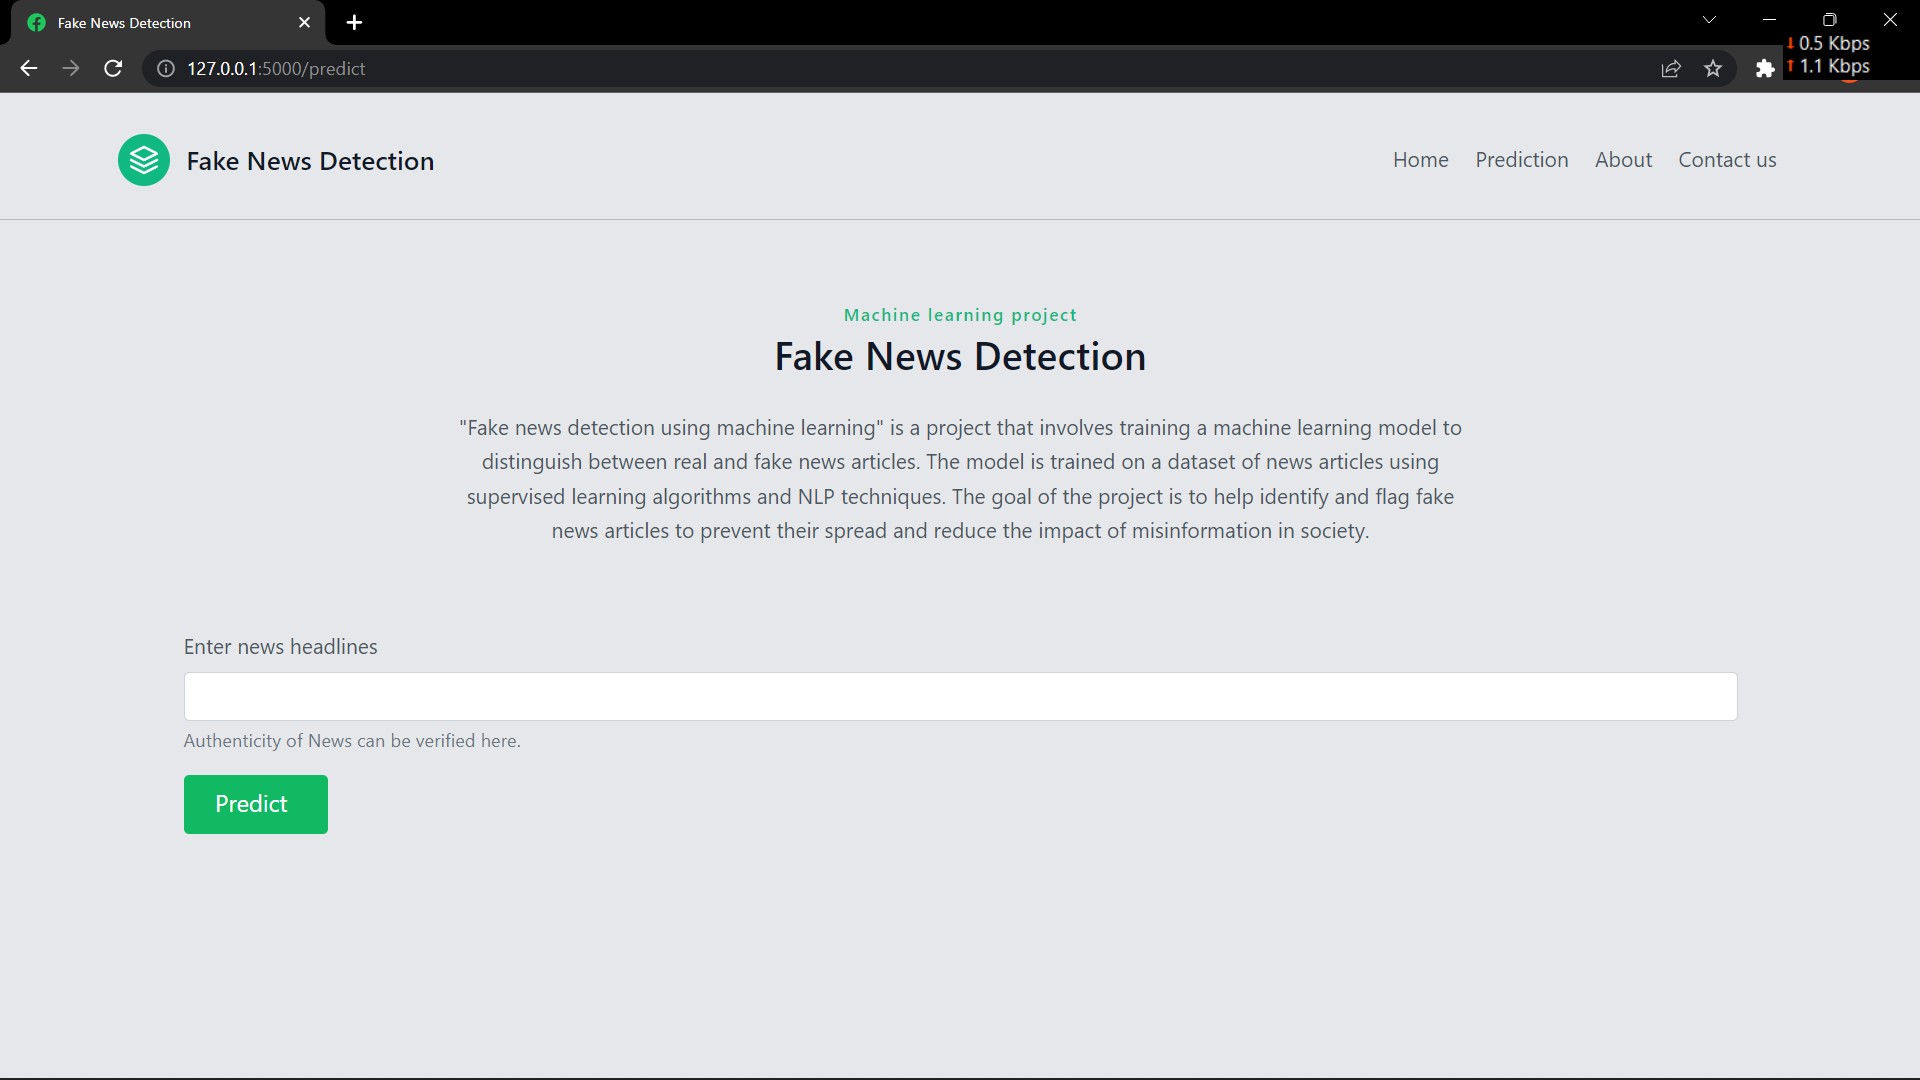 Fake News Detection
0.5 Kbps
127.0.0.1:5000/predict
1.1 Kbps
Fake News Detection
Home Prediction About Contact us
Machine learning project
Fake News Detection
"Fake news detection using machine learning" is a project that involves training a machine learning model to
distinguish between real and fake news articles. The model is trained on a dataset of news articles using
supervised learning algorithms and NLP techniques. The goal of the project is to help identify and flag fake
news articles to prevent their spread and reduce the impact of misinformation in society.
Enter news headlines
Authenticity of News can be verified here.
Predict